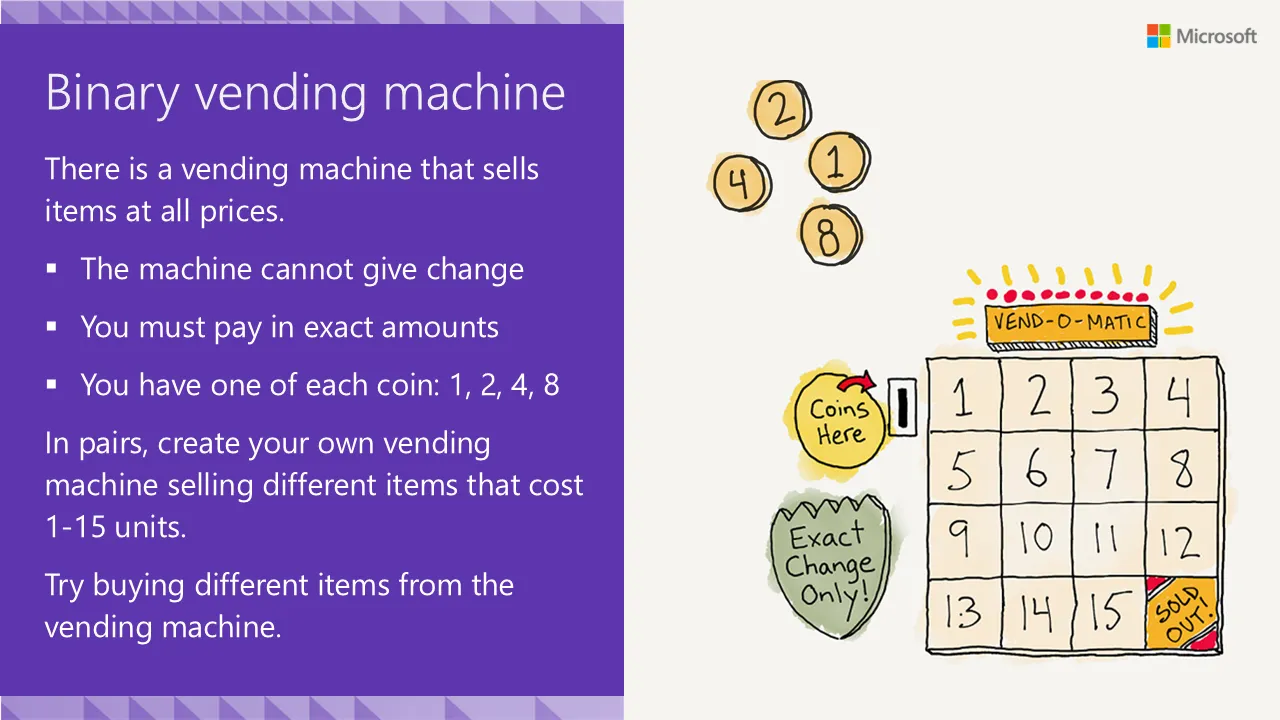 Binary vending machine
There is a vending machine that sells
items at all prices.
▪ The machine cannot give change
▪ You must pay in exact amounts
▪ You have one of each coin: 1, 2, 4, 8
In pairs, create your own vending
machine selling different items that cost
1-15 units.
Try buying different items from the
vending machine.
Microsoft
2
1
4
8
VEND-O-MATIC
Coins
Here
Exact
Change
Only!
1 2 3 4
5 6 7 8
9 10 11 12
13 14 15 SOLD
OUT!